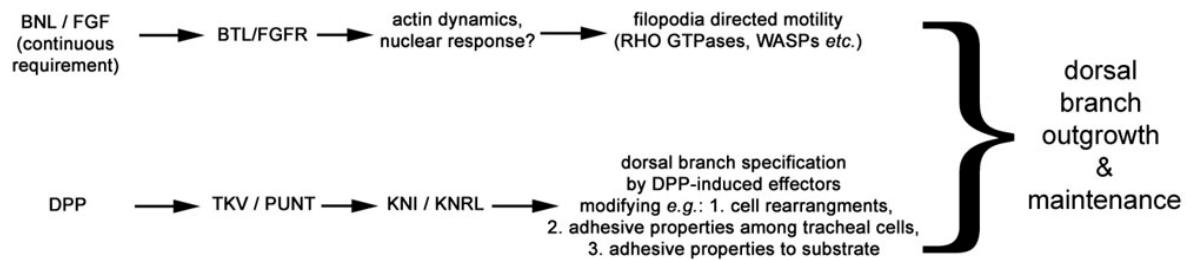 BNL / FGF
(continuous
requirement)
BTL/FGFR
actin dynamics,
nuclear response?
filopodia directed motility
(RHO GTPases, WASPs etc.)
DPP
TKV / PUNT
KNI / KNRL
dorsal branch specification
by DPP-induced effectors
modifying e.g.: 1. cell rearrangments,
2. adhesive properties among tracheal cells,
3. adhesive properties to substrate
dorsal
branch
outgrowth
&
maintenance